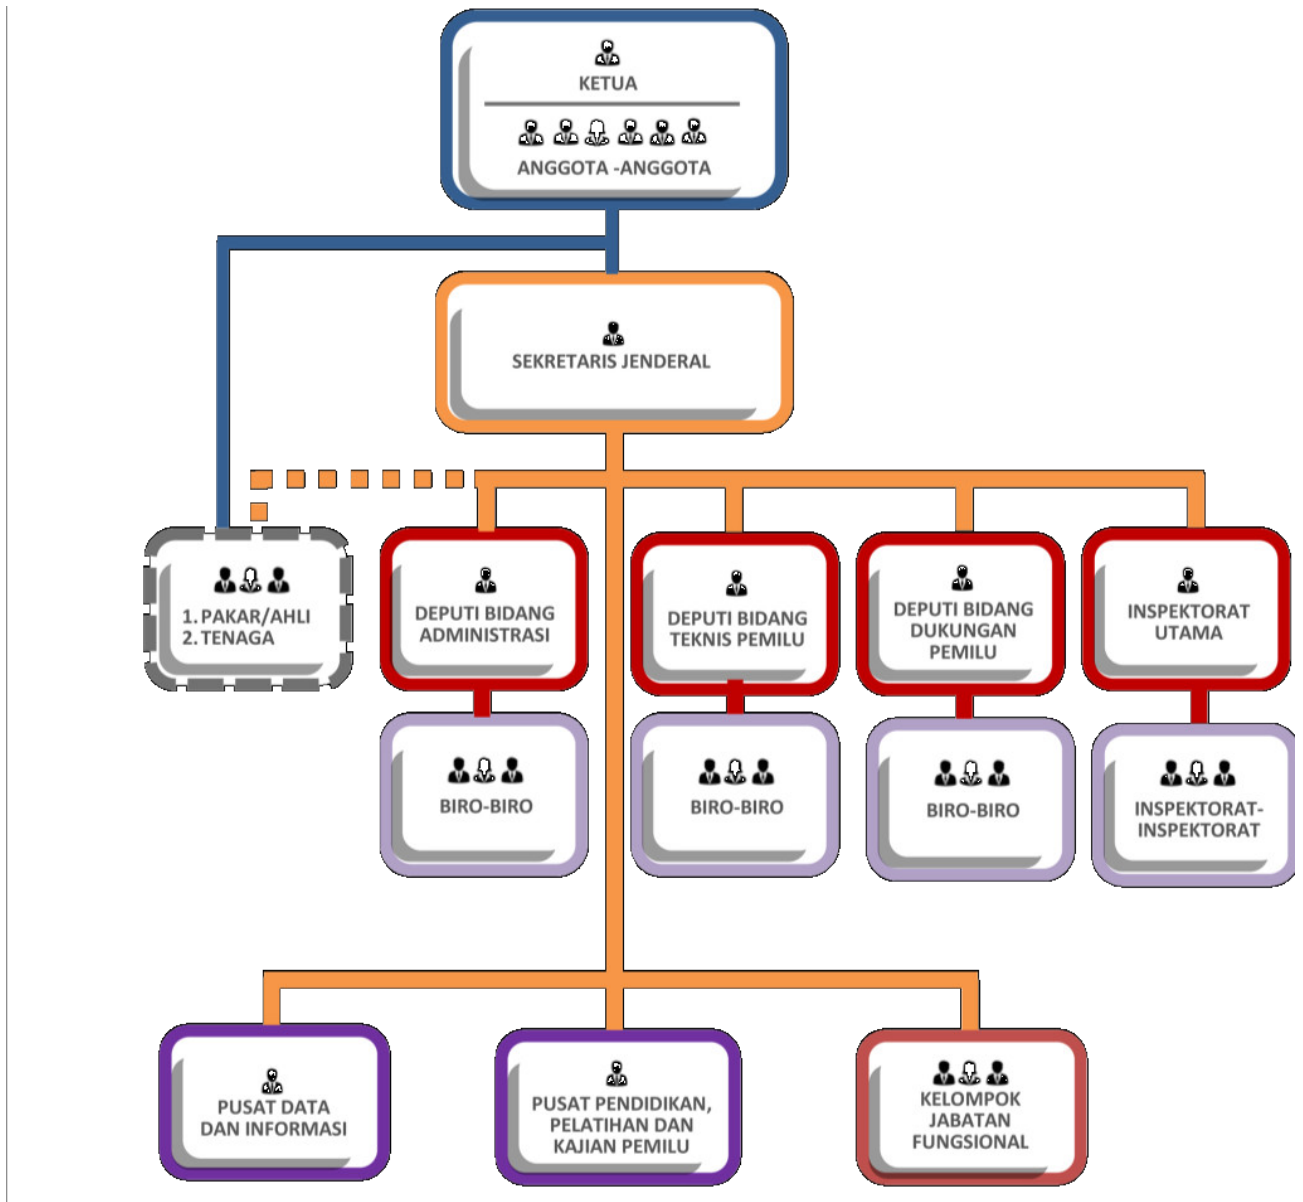 KETUA
ANGGOTA -ANGGOTA
SEKRETARIS JENDERAL
1. PAKAR/AHLI
2. TENAGA
DEPUTI BIDANG
ADMINISTRASI
DEPUTI BIDANG
TEKNIS PEMILU
DEPUTI BIDANG
DUKUNGAN
PEMILU
INSPEKTORAT
UTAMA
BIRO-BIRO
BIRO-BIRO
BIRO-BIRO
INSPEKTORAT-
INSPEKTORAT
PUSAT DATA
DAN INFORMASI
PUSAT PENDIDIKAN,
PELATIHAN DAN
KAJIAN PEMILU
KELOMPOK
JABATAN
FUNGSIONAL